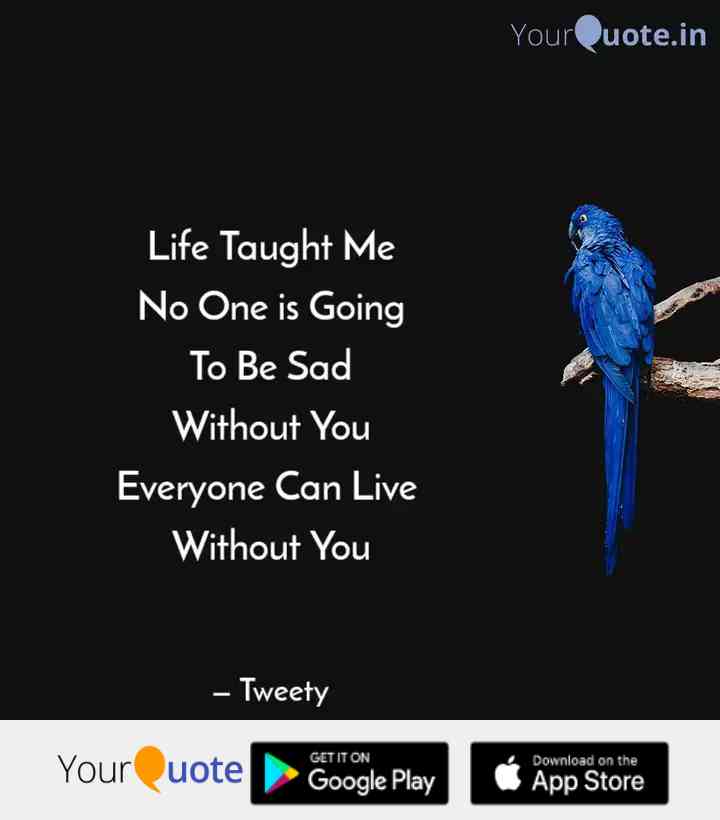 YourQuote.in
Life Taught Me
No One is Going
To Be Sad
Without You
Everyone Can Live
Without You
– Tweety
YourQuote
GET IT ON
Google Play
Download on the
App Store